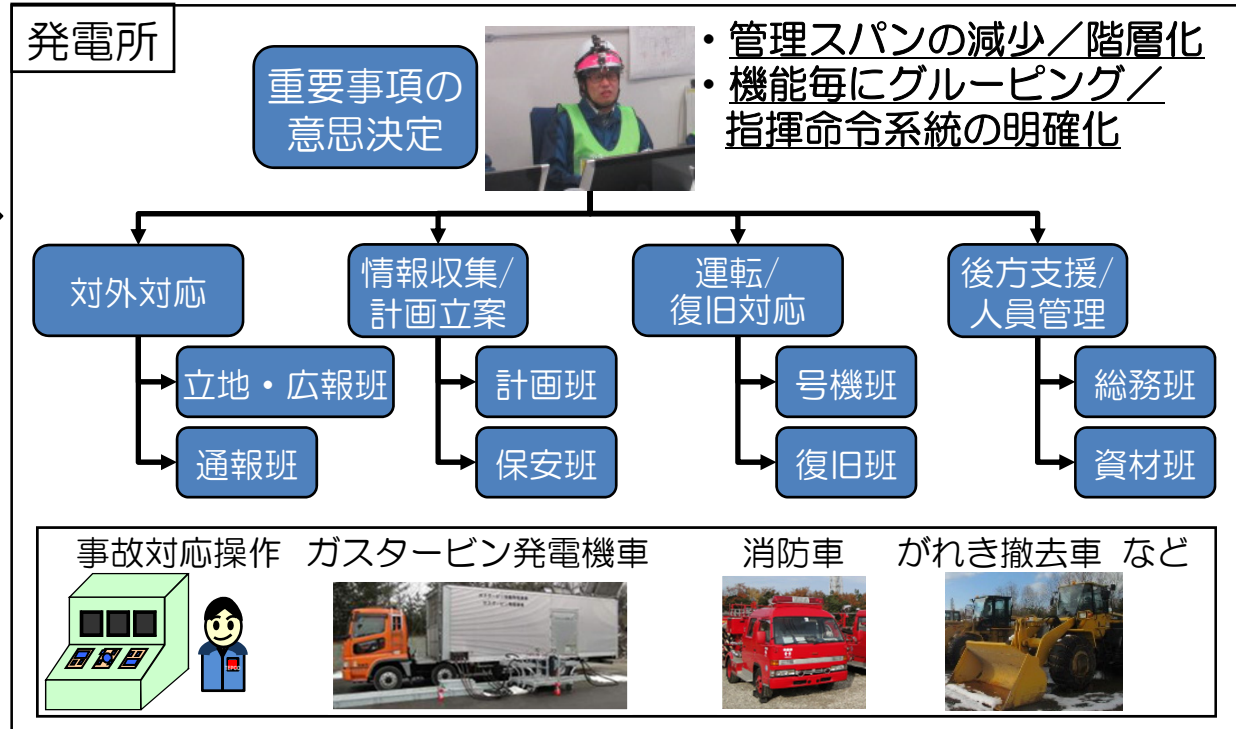 発電所
重要事項の
意思決定
・管理スパンの減少／階層化
・機能毎にグルーピング／
指揮命令系統の明確化
対外対応
情報収集/
計画立案
運転/
復旧対応
後方支援/
人員管理
立地・広報班
計画班
号機班
総務班
通報班
保安班
復旧班
資材班
事故対応操作 ガスタービン発電機車 消防車 がれき撤去車 など
TEPCO